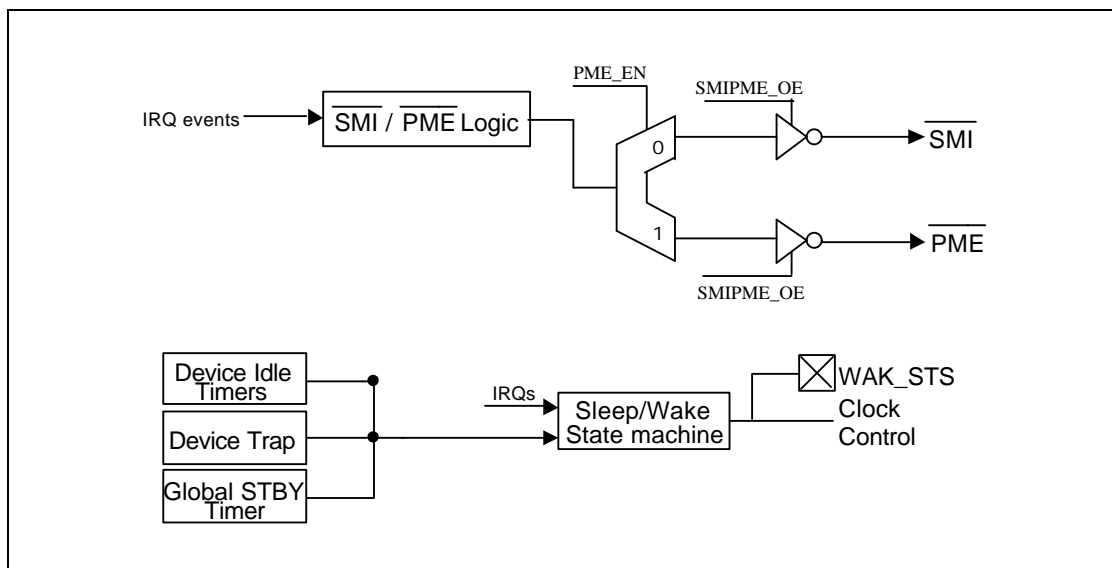 PME_EN
SMIPME_OE
IRQ events
SMI / PME Logic
0
SMI
1
PME
SMIPME_OE
Device Idle
Timers
Device Trap
Global STBY
Timer
IRQs
Sleep/Wake
State machine
WAK_STS
Clock
Control